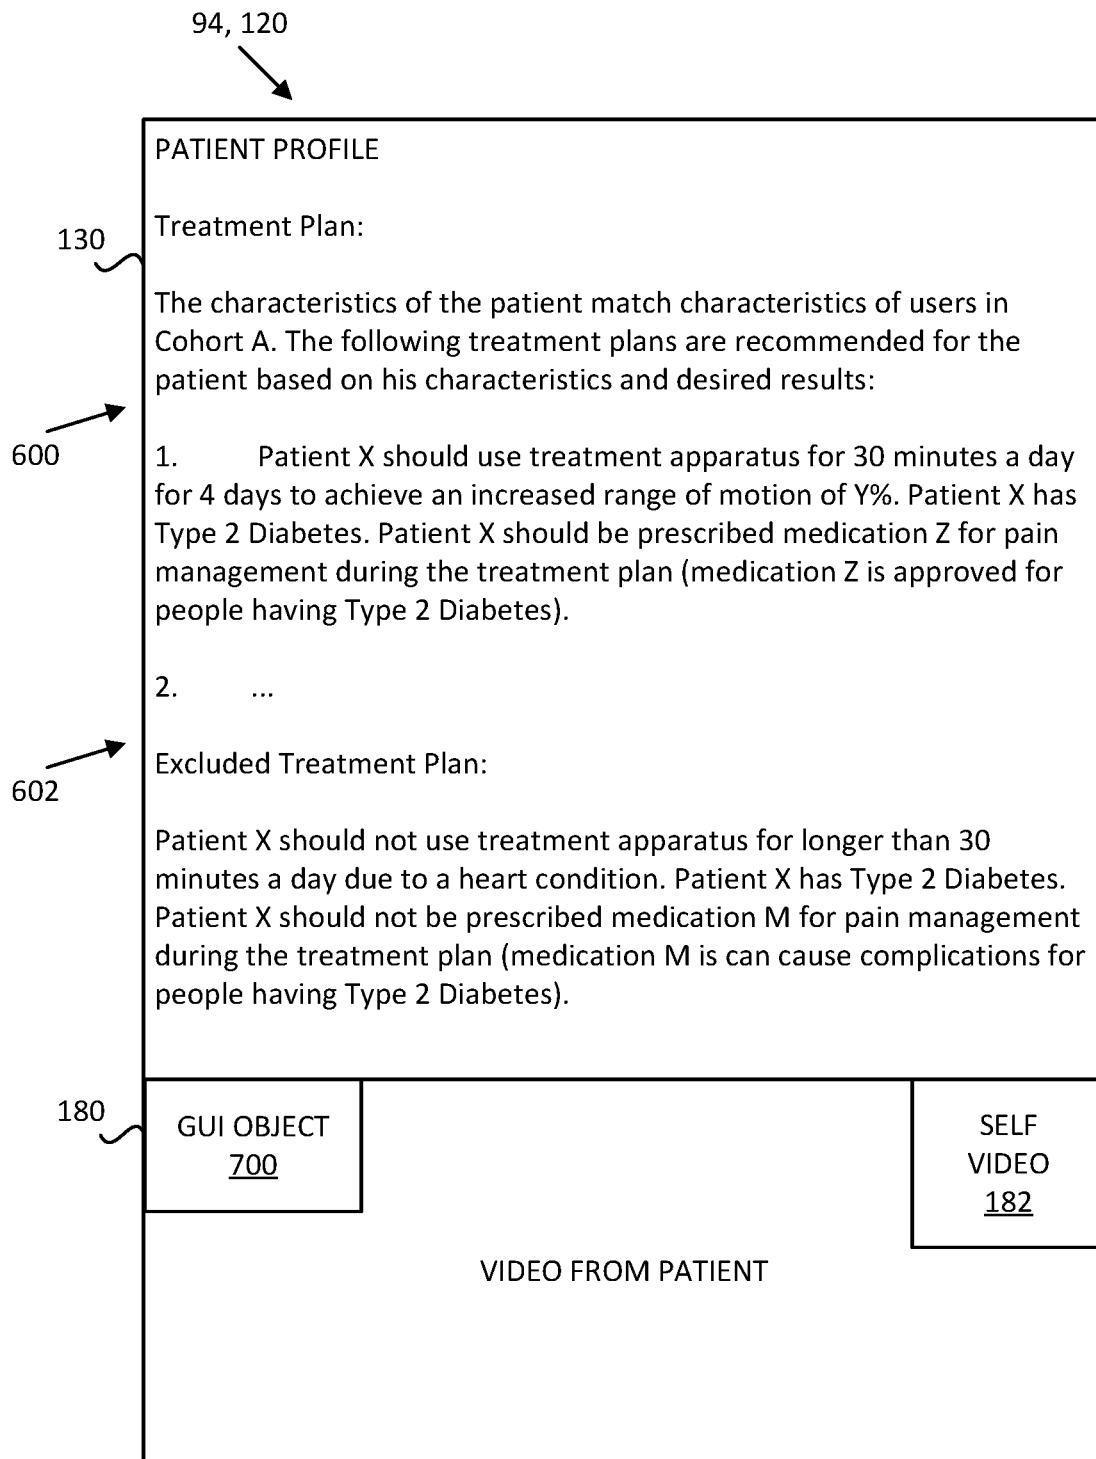 94, 120
PATIENT PROFILE
Treatment Plan:
130
The characteristics of the patient match characteristics of users in
Cohort A. The following treatment plans are recommended for the
patient based on his characteristics and desired results:
600
1. Patient X should use treatment apparatus for 30 minutes a day
for 4 days to achieve an increased range of motion of Y%. Patient X has
Type 2 Diabetes. Patient X should be prescribed medication Z for pain
management during the treatment plan (medication Z is approved for
people having Type 2 Diabetes).
2. ...
Excluded Treatment Plan:
602
Patient X should not use treatment apparatus for longer than 30
minutes a day due to a heart condition. Patient X has Type 2 Diabetes.
Patient X should not be prescribed medication M for pain management
during the treatment plan (medication M is can cause complications for
people having Type 2 Diabetes).
180
GUI OBJECT
700
SELF
VIDEO
182
VIDEO FROM PATIENT